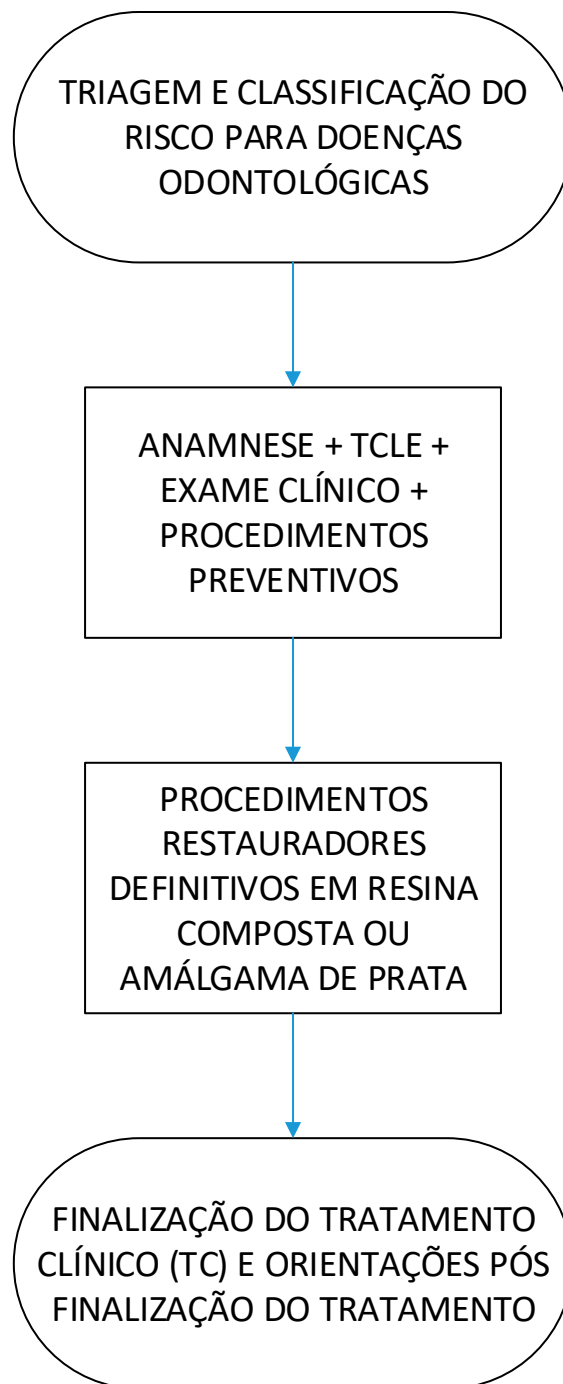 TRIAGEM E CLASSIFICAÇÃO DO
RISCO PARA DOENÇAS
ODONTOLÓGICAS
ANAMNESE + TCLE +
EXAME CLÍNICO +
PROCEDIMENTOS
PREVENTIVOS
PROCEDIMENTOS
RESTAURADORES
DEFINITIVOS EM RESINA
COMPOSTA OU
AMÁLGAMA DE PRATA
FINALIZAÇÃO DO TRATAMENTO
CLÍNICO (TC) E ORIENTAÇÕES PÓS
FINALIZAÇÃO DO TRATAMENTO